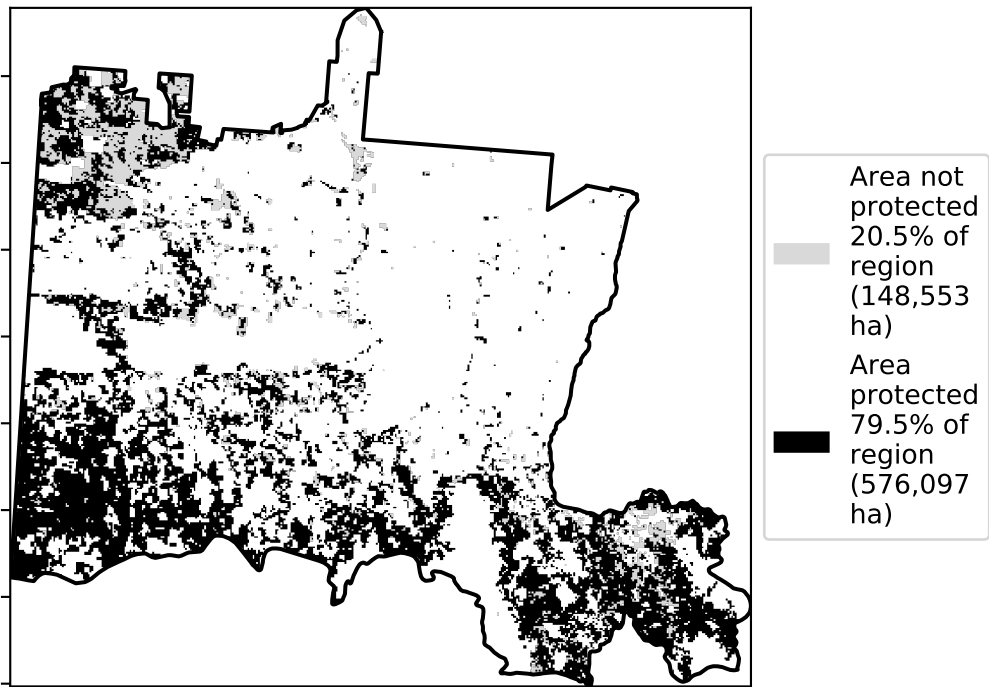 Area not
protected
20.5% of
region
(148,553
ha)
Area
protected
79.5% of
region
(576,097
ha)